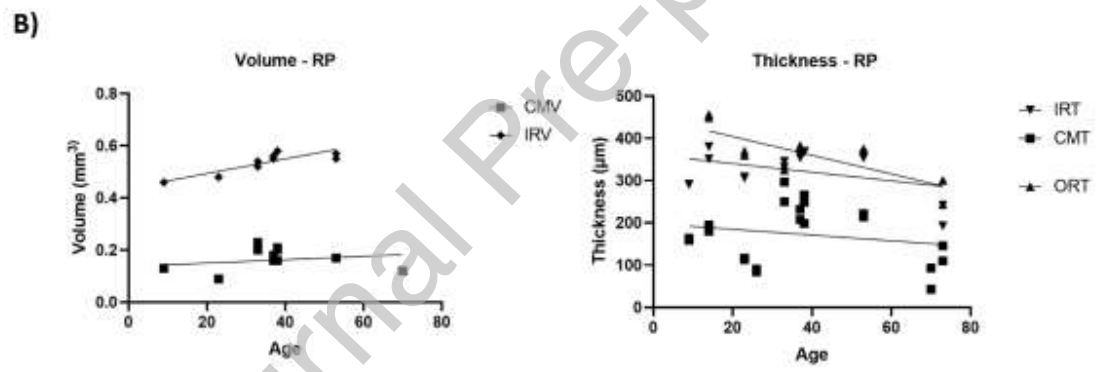 B)
Volume - RP
Volume (mm³)
0.8
0.6
0.4
0.2
0.0
0
20
40
60
80
Age
CMV
IRV
Thickness - RP
Thickness (µm)
500
400
300
200
100
0
0
20
40
60
80
Age
IRT
CMT
ORT
rnal Pre-p